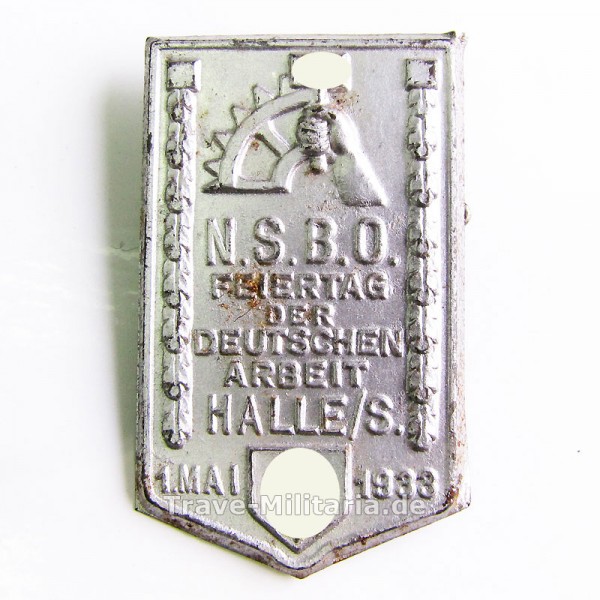 N.S.B.O.
FEIERTAG
DER
DEUTSCHEN
ARBEIT
HALLE/S.
1.MAI 1933
Trave-Militaria.de